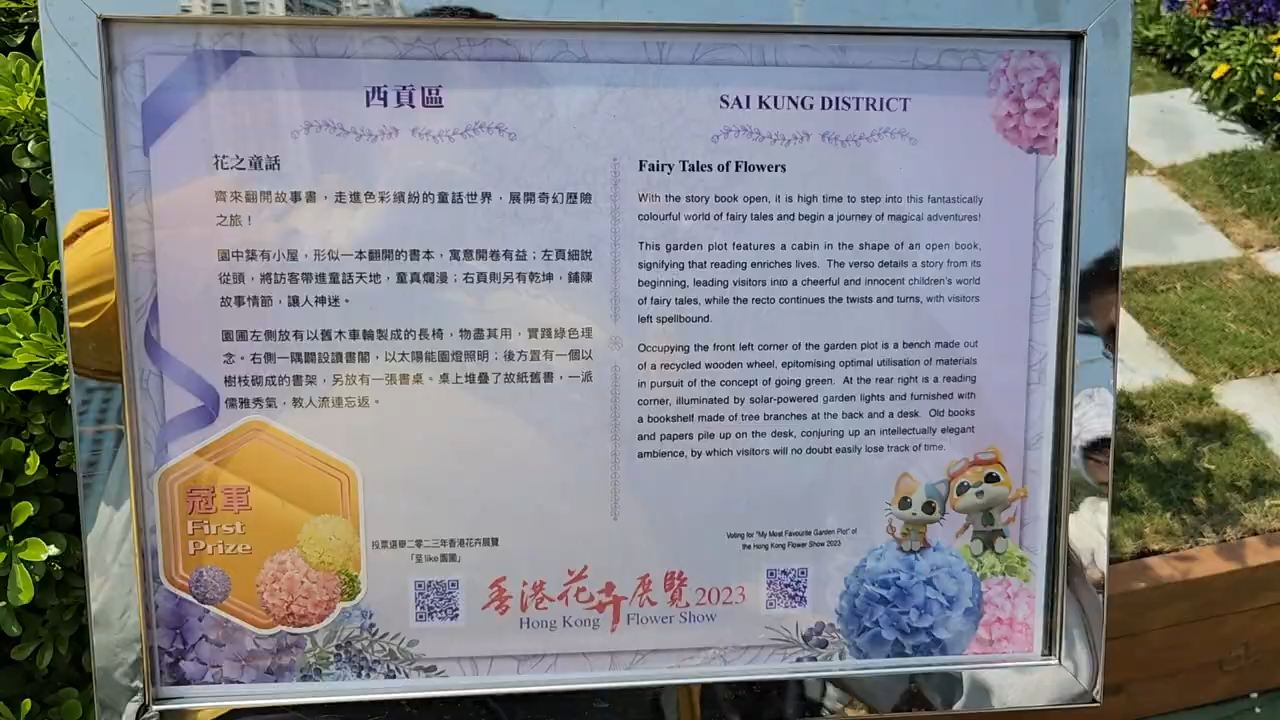 西貢區
花之童話
齊來翻開故事書，走進色彩繽紛的童話世界，展開奇幻歷險
之旅！
園中築有小屋，形似一本翻開的書本，寓意開卷有益；左頁細說
從頭，將訪客帶進童話天地，童真爛漫；右頁則另有乾坤，鋪陳
故事情節，讓人神迷。
園圃左側放有以舊木車輪製成的長椅，物盡其用，實踐綠色理
念。右側一隅闢設讀書閣，以太陽能園燈照明；後方置有一個以
樹枝砌成的書架，另放有一張書桌。桌上堆疊了故紙舊書，一派
儒雅秀氣，教人流連忘返。
SAI KUNG DISTRICT
Fairy Tales of Flowers
With the story book open, it is high time to step into this fantastically
colourful world of fairy tales and begin a journey of magical adventures!
This garden plot features a cabin in the shape of an open book,
signifying that reading enriches lives. The verso details a story from its
beginning, leading visitors into a cheerful and innocent children's world
of fairy tales, while the recto continues the twists and turns, with visitors
left spellbound.
Occupying the front left corner of the garden plot is a bench made out
of a recycled wooden wheel, epitomising optimal utilisation of materials
in pursuit of the concept of going green. At the rear right is a reading
corner, illuminated by solar-powered garden lights and furnished with
a bookshelf made of tree branches at the back and a desk. Old books
and papers pile up on the desk, conjuring up an intellectually elegant
ambience, by which visitors will no doubt easily lose track of time.
冠軍
First
Prize
投票選舉二零二三年香港花卉展覽
「至like園圃」
Voting for "My Most Favourite Garden Plot" of
the Hong Kong Flower Show 2023
香港花卉展覽2023
Hong Kong Flower Show